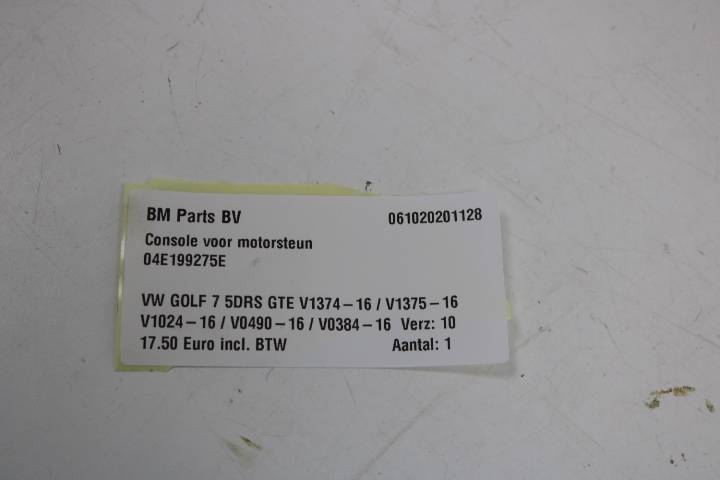 BM Parts BV 061020201128
Console voor motorsteun
04E199275E
VW GOLF 7 5DRS GTE V1374-16 / V1375-16
V1024-16 / V0490-16 / V0384-16 Verz: 10
17.50 Euro incl. BTW Aantal: 1